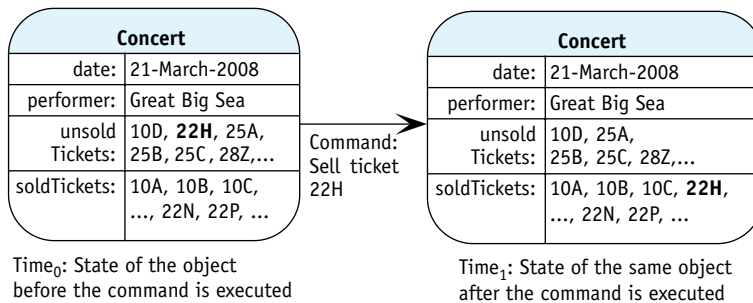 Concert
date: 21-March-2008
performer: Great Big Sea
unsold Tickets: 10D, 22H, 25A,
25B, 25C, 28Z,...
soldTickets: 10A, 10B, 10C,
..., 22N, 22P, ...
Time₀: State of the object
before the command is executed
Command:
Sell ticket
22H
Concert
date: 21-March-2008
performer: Great Big Sea
unsold Tickets: 10D, 25A,
25B, 25C, 28Z,...
soldTickets: 10A, 10B, 10C, 22H,
..., 22N, 22P, ...
Time₁: State of the same object
after the command is executed